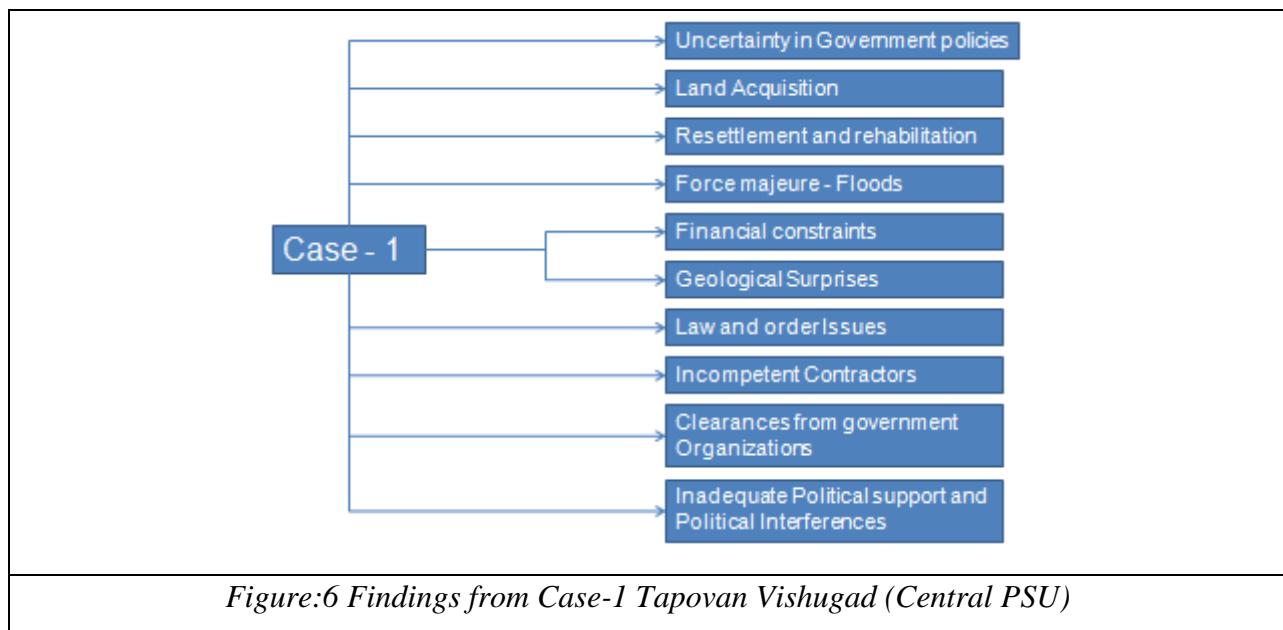 Uncertainty in Government policies
Land Acquisition
Resettlement and rehabilitation
Force majeure - Floods
Case - 1
Financial constraints
Geological Surprises
Law and order Issues
Incompetent Contractors
Clearances from government
Organizations
Inadequate Political support and
Political Interferences
Figure:6 Findings from Case-1 Tapovan Vishugad (Central PSU)